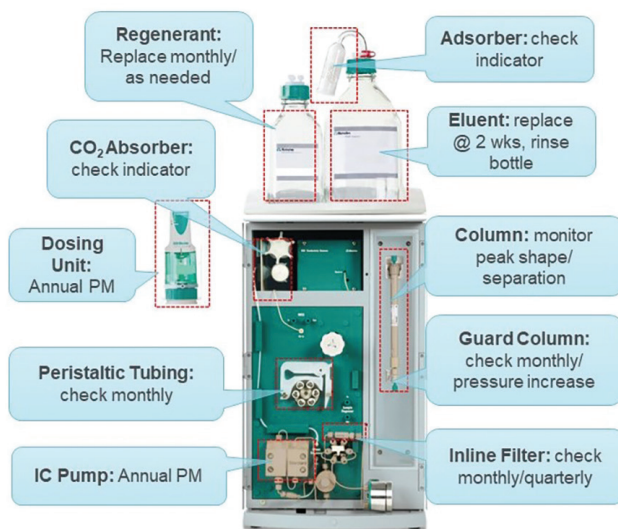 Regenerant:
Replace monthly/
as needed
Adsorber: check
indicator
CO₂ Absorber:
check indicator
Eluent: replace
@ 2 wks, rinse
bottle
Dosing
Unit:
Annual PM
Column: monitor
peak shape/
separation
Peristaltic Tubing:
check monthly
Guard Column:
check monthly/
pressure increase
IC Pump: Annual PM
Inline Filter: check
monthly/quarterly